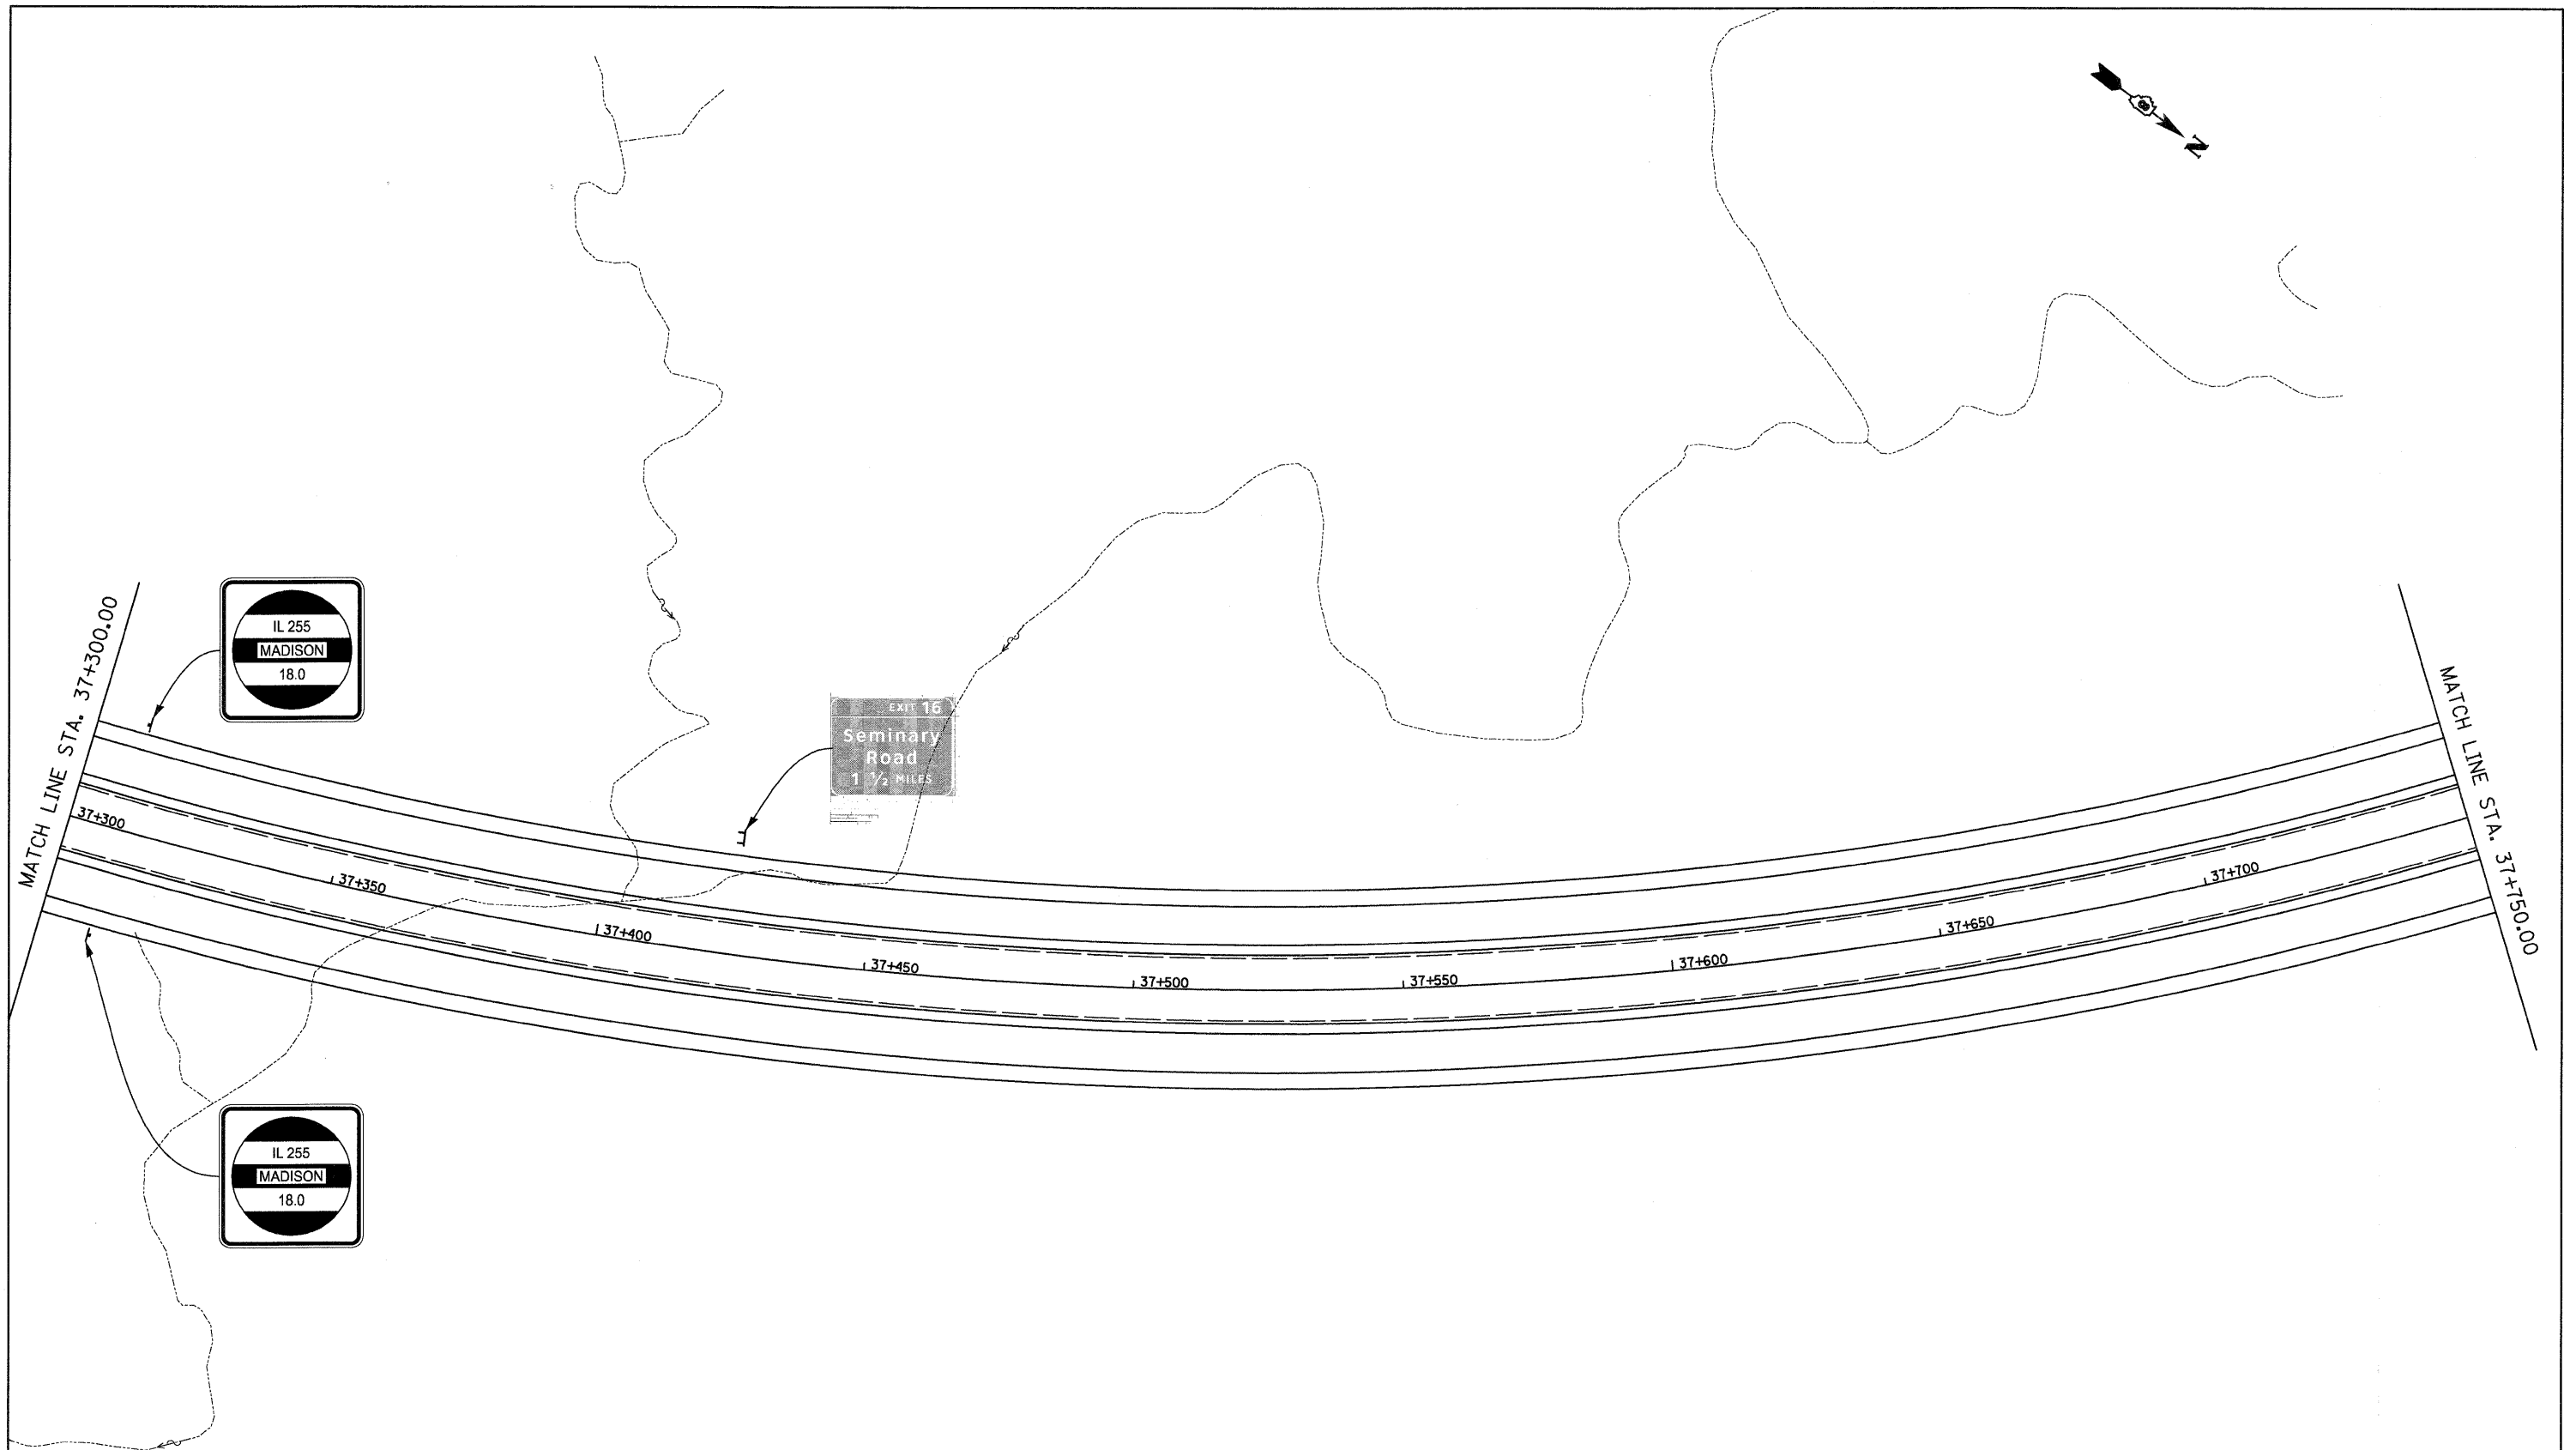 N
MATCH LINE STA. 37+300.00
IL 255
MADISON
18.0
EXIT 16
Seminary
Road
1 1/2 MILES
MATCH LINE STA. 37+750.00
37+300
37+350
37+400
37+450
37+500
37+550
37+600
37+650
37+700
IL 255
MADISON
18.0